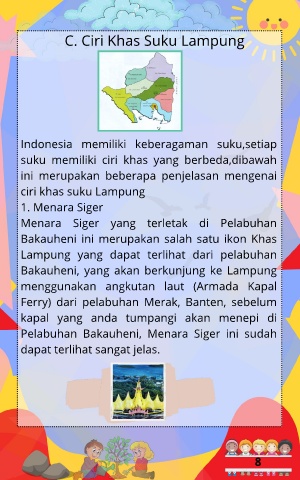 C. Ciri Khas Suku Lampung
Indonesia memiliki keberagaman suku,setiap
suku memiliki ciri khas yang berbeda,dibawah
ini merupakan beberapa penjelasan mengenai
ciri khas suku Lampung
1. Menara Siger
Menara Siger yang terletak di Pelabuhan
Bakauheni ini merupakan salah satu ikon Khas
Lampung yang dapat terlihat dari pelabuhan
Bakauheni, yang akan berkunjung ke Lampung
menggunakan angkutan laut (Armada Kapal
Ferry) dari pelabuhan Merak, Banten, sebelum
kapal yang anda tumpangi akan menepi di
Pelabuhan Bakauheni, Menara Siger ini sudah
dapat terlihat sangat jelas.
8